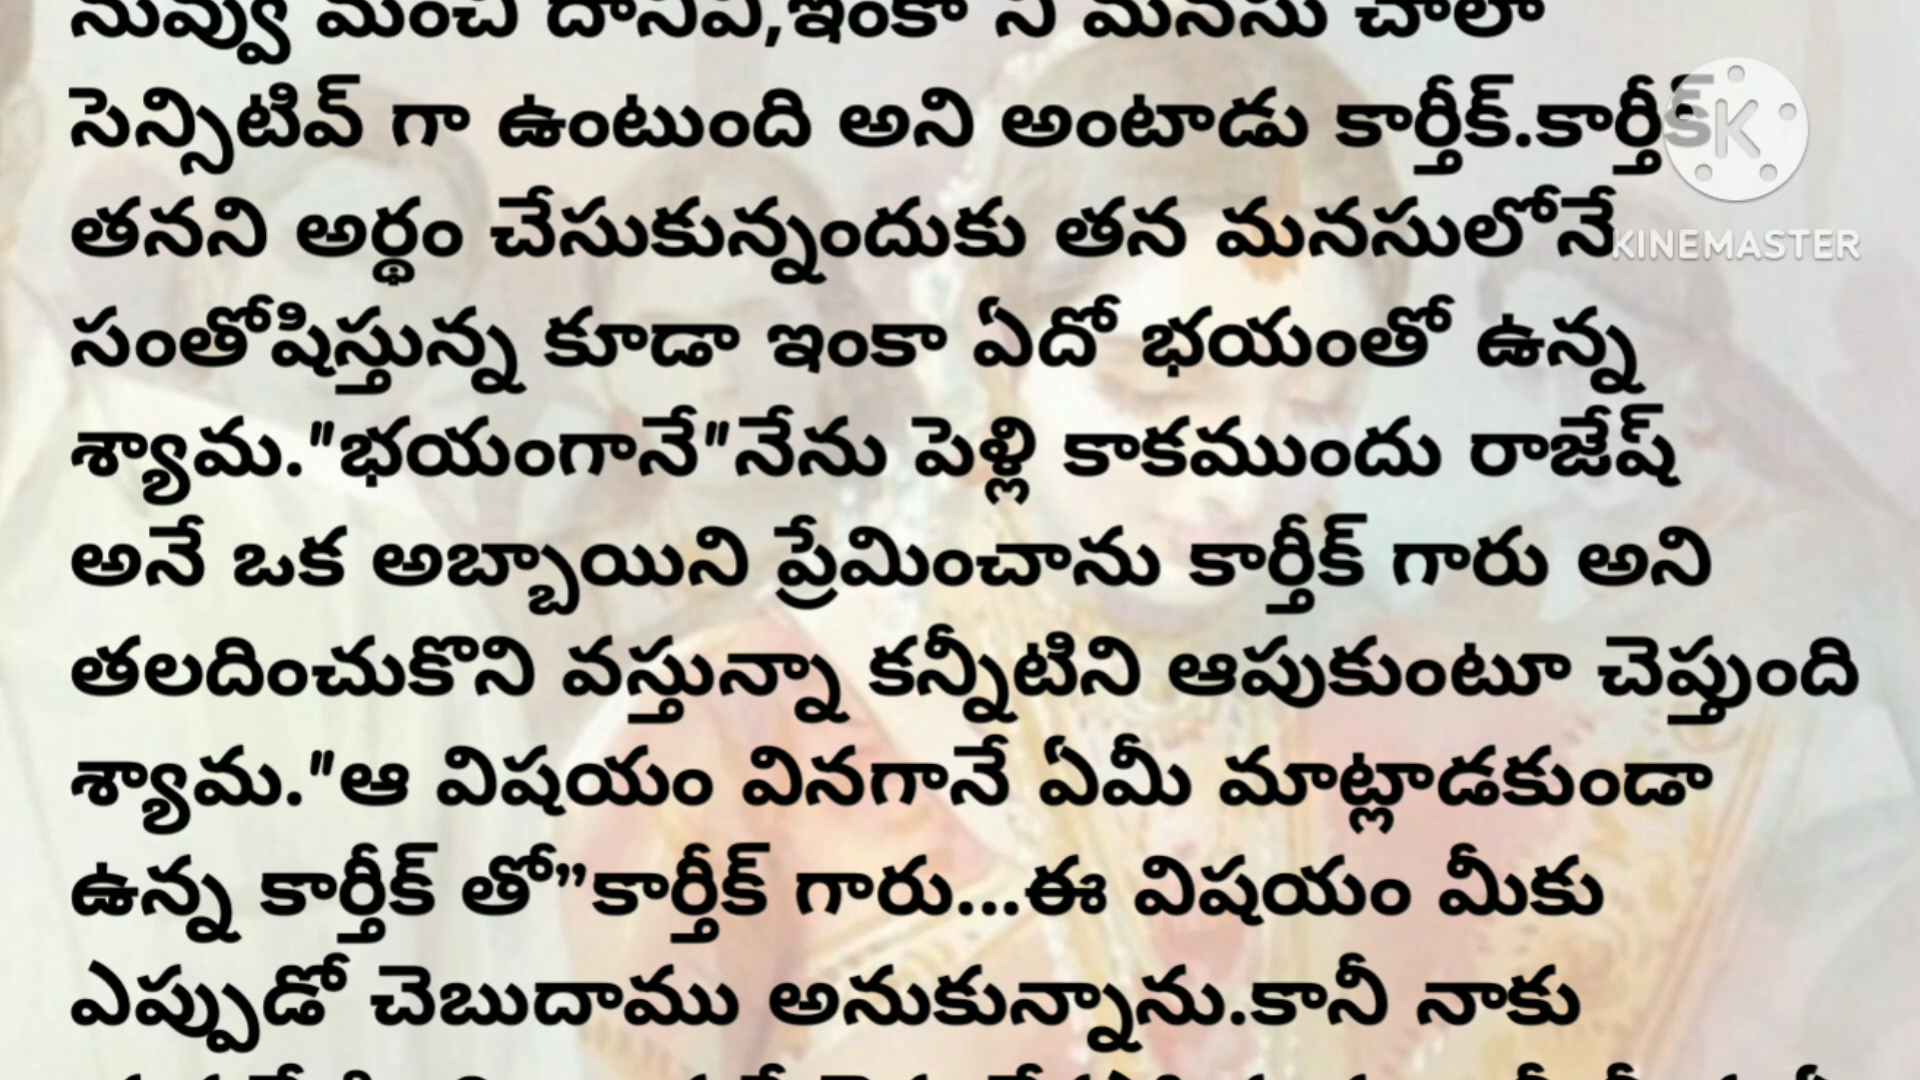 నువ్వు మంచి దానివి,ఇంకా నీ మనసు చాలా
సెన్సిటివ్ గా ఉంటుంది అని అంటాడు కార్తీక్.కార్తీక్
తనని అర్థం చేసుకున్నందుకు తన మనసులోనే
సంతోషిస్తున్న కూడా ఇంకా ఏదో భయంతో ఉన్న
శ్యామ."భయంగానే"నేను పెళ్లి కాకముందు రాజేష్
అనే ఒక అబ్బాయిని ప్రేమించాను కార్తీక్ గారు అని
తలదించుకొని వస్తున్నా కన్నీటిని ఆపుకుంటూ చెప్తుంది
శ్యామ."ఆ విషయం వినగానే ఏమీ మాట్లాడకుండా
ఉన్న కార్తీక్ తో”కార్తీక్ గారు...ఈ విషయం మీకు
ఎప్పుడో చెబుదాము అనుకున్నాను.కానీ నాకు
K
KINEMASTER